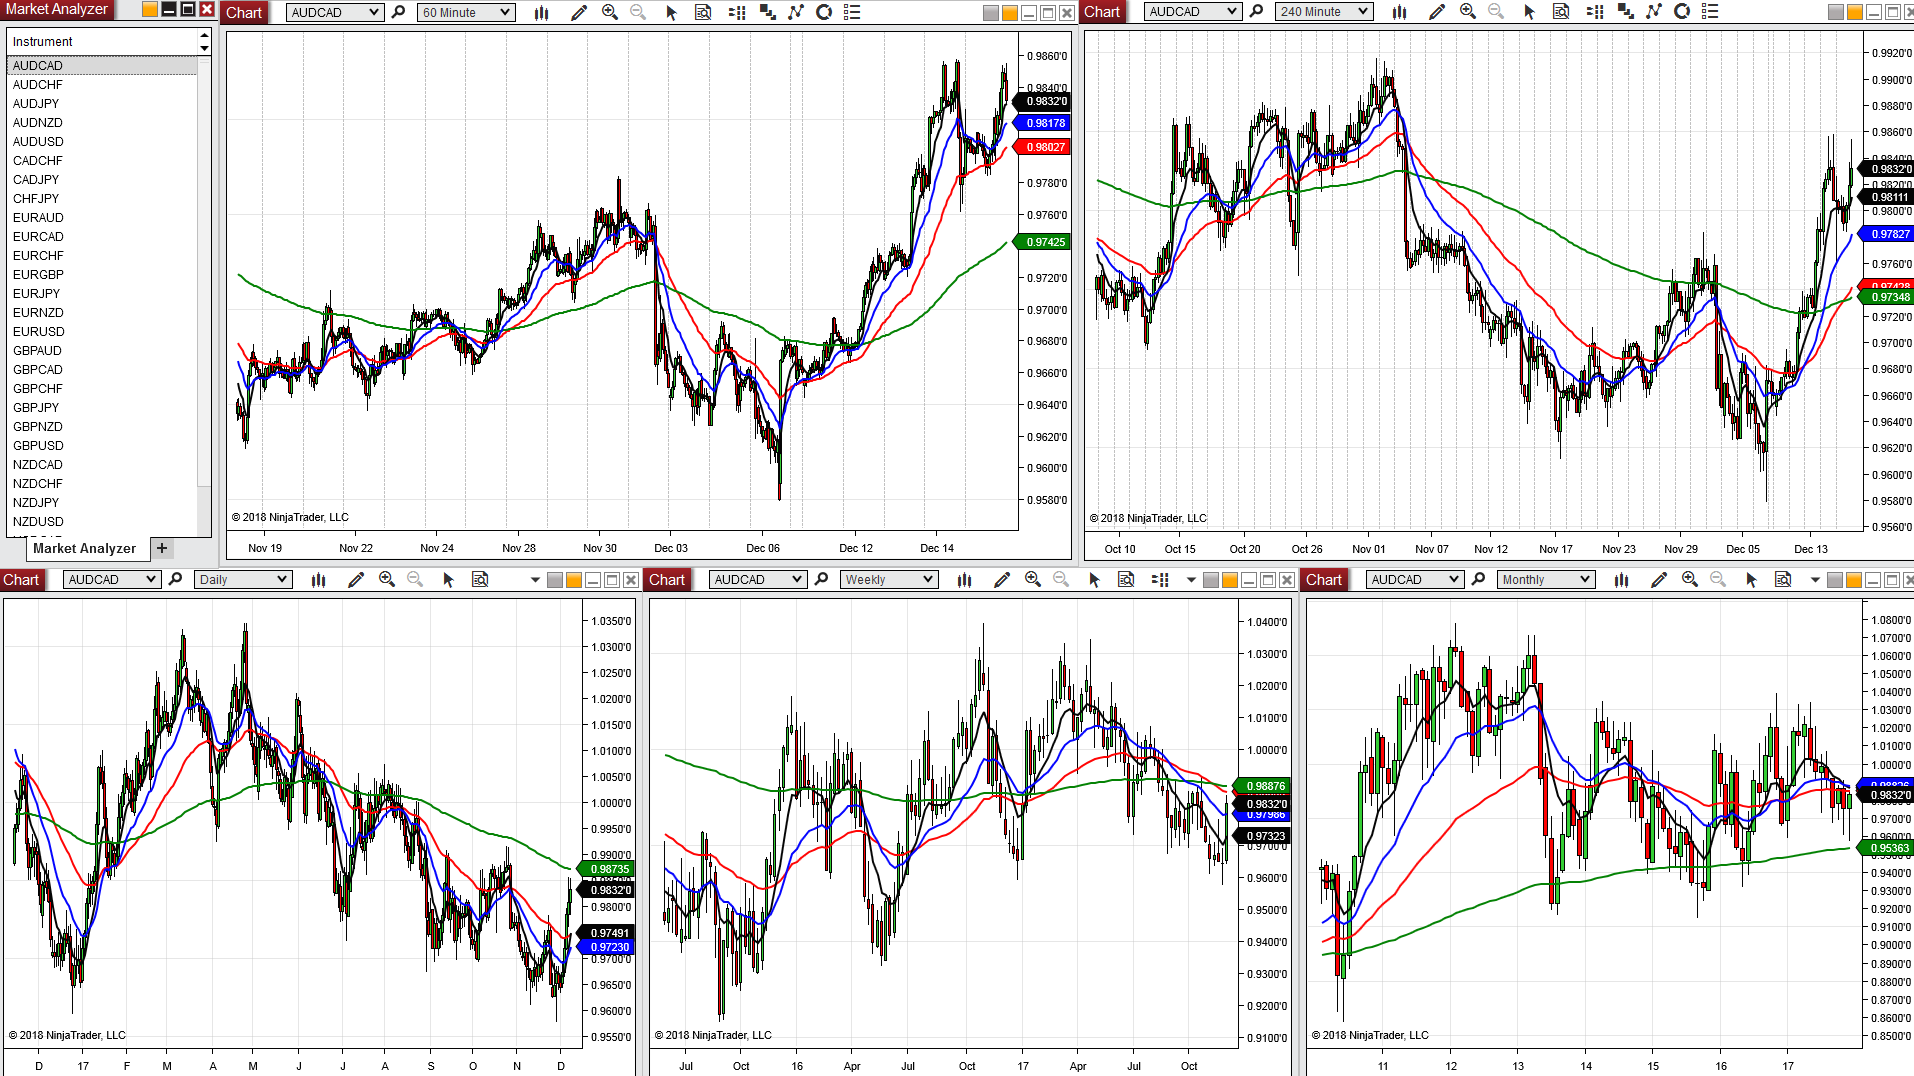 Market Analyzer
Instrument
AUDCAD
AUDCHF
AUDJPY
AUDNZD
AUDUSD
CADCHF
CADJPY
CHFJPY
EURAUD
EURCAD
EURCHF
EURGBP
EURJPY
EURNZD
EURUSD
GBPAUD
GBPCAD
GBPCHF
GBPJPY
GBPNZD
GBPUSD
NZDCAD
NZDCHF
NZDJPY
NZDUSD
Market Analyzer +
Chart AUDCAD 60 Minute
0.9860'0
0.9840'0
0.9832'0
0.98178
0.98027
0.9780'0
0.9760'0
0.97425
0.9720'0
0.9700'0
0.9680'0
0.9660'0
0.9640'0
0.9620'0
0.9600'0
0.9580'0
© 2018 NinjaTrader, LLC
Nov 19 Nov 22 Nov 24 Nov 28 Nov 30 Dec 03 Dec 06 Dec 12 Dec 14
Chart AUDCAD 240 Minute
0.9920'0
0.9900'0
0.9880'0
0.9860'0
0.9840'0
0.9832'0
0.9820'0
0.98111
0.9800'0
0.97827
0.9760'0
0.97428
0.97348
0.9720'0
0.9700'0
0.9680'0
0.9660'0
0.9640'0
0.9620'0
0.9600'0
0.9580'0
0.9560'0
© 2018 NinjaTrader, LLC
Oct 10 Oct 15 Oct 20 Oct 26 Nov 01 Nov 07 Nov 12 Nov 17 Nov 23 Nov 29 Dec 05 Dec 13
Chart AUDCAD Daily
1.0350'0
1.0300'0
1.0250'0
1.0200'0
1.0150'0
1.0100'0
1.0050'0
1.0000'0
0.9950'0
0.9900'0
0.98735
0.9832'0
0.9800'0
0.97491
0.97230
0.9700'0
0.9650'0
0.9600'0
0.9550'0
© 2018 NinjaTrader, LLC
D 17 F M A M J J A S O N D
Chart AUDCAD Weekly
1.0400'0
1.0300'0
1.0200'0
1.0100'0
1.0000'0
0.98876
0.9832'0
0.97986
0.97323
0.9700'0
0.9600'0
0.9500'0
0.9400'0
0.9300'0
0.9200'0
0.9100'0
© 2018 NinjaTrader, LLC
Jul Oct 16 Apr Jul Oct 17 Apr Jul Oct
Chart AUDCAD Monthly
1.0800'0
1.0700'0
1.0600'0
1.0500'0
1.0400'0
1.0300'0
1.0200'0
1.0100'0
1.0000'0
0.9832'0
0.9700'0
0.9600'0
0.95363
0.9400'0
0.9300'0
0.9200'0
0.9100'0
0.9000'0
0.8900'0
0.8800'0
0.8700'0
0.8600'0
0.8500'0
© 2018 NinjaTrader, LLC
11 12 13 14 15 16 17